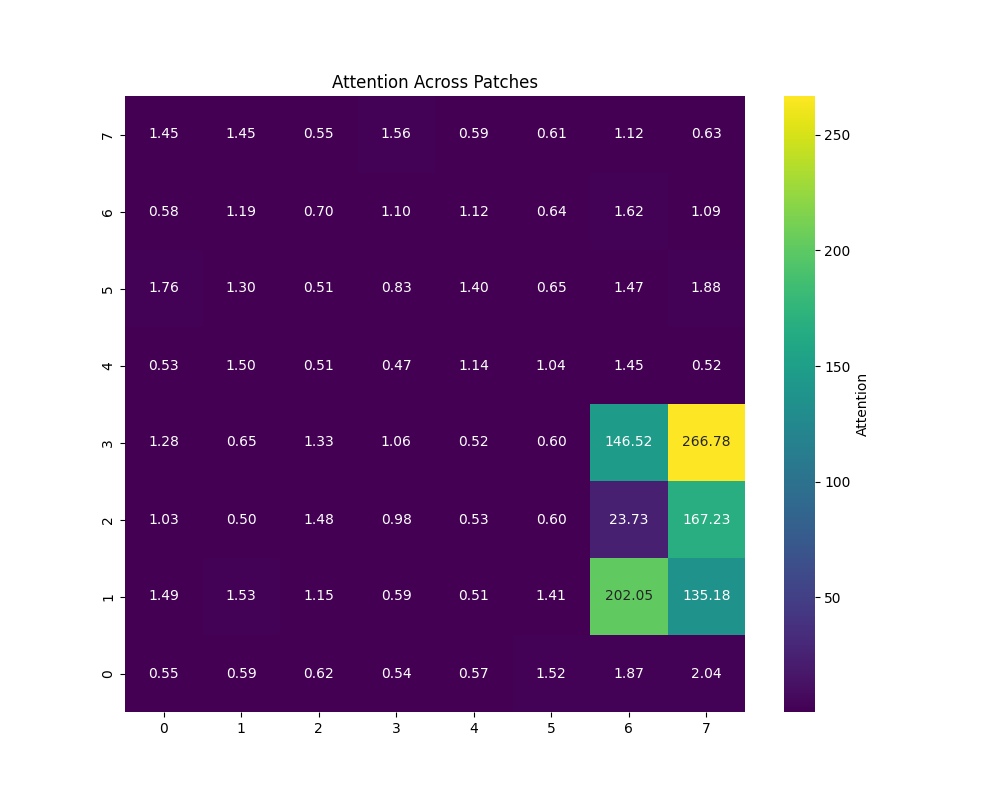 Attention Across Patches
7 1.45 1.45 0.55 1.56 0.59 0.61 1.12 0.63
6 0.58 1.19 0.70 1.10 1.12 0.64 1.62 1.09
5 1.76 1.30 0.51 0.83 1.40 0.65 1.47 1.88
4 0.53 1.50 0.51 0.47 1.14 1.04 1.45 0.52
3 1.28 0.65 1.33 1.06 0.52 0.60 146.52 266.78
2 1.03 0.50 1.48 0.98 0.53 0.60 23.73 167.23
1 1.49 1.53 1.15 0.59 0.51 1.41 202.05 135.18
0 0.55 0.59 0.62 0.54 0.57 1.52 1.87 2.04
0 1 2 3 4 5 6 7
250
200
150
100
50
Attention